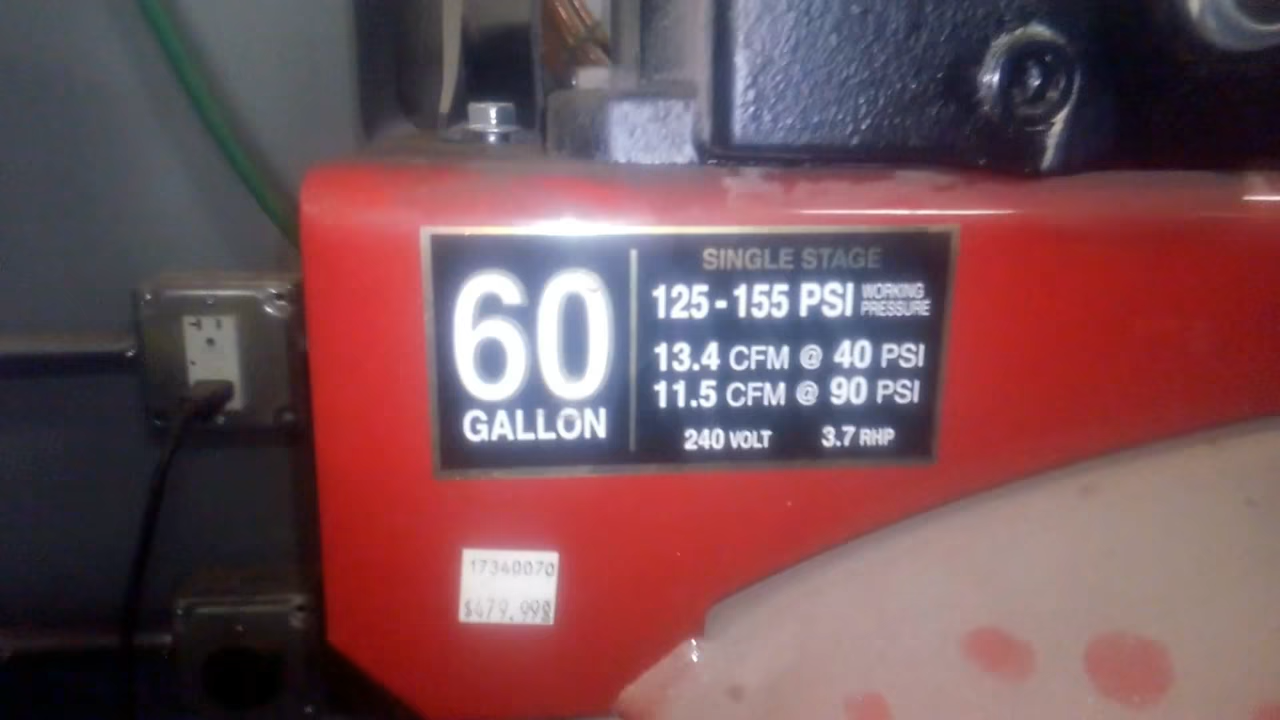 60
GALLON
SINGLE STAGE
125-155 PSI WORKING PRESSURE
13.4 CFM @ 40 PSI
11.5 CFM @ 90 PSI
240 VOLT 3.7 RHP
17340070
$479.99